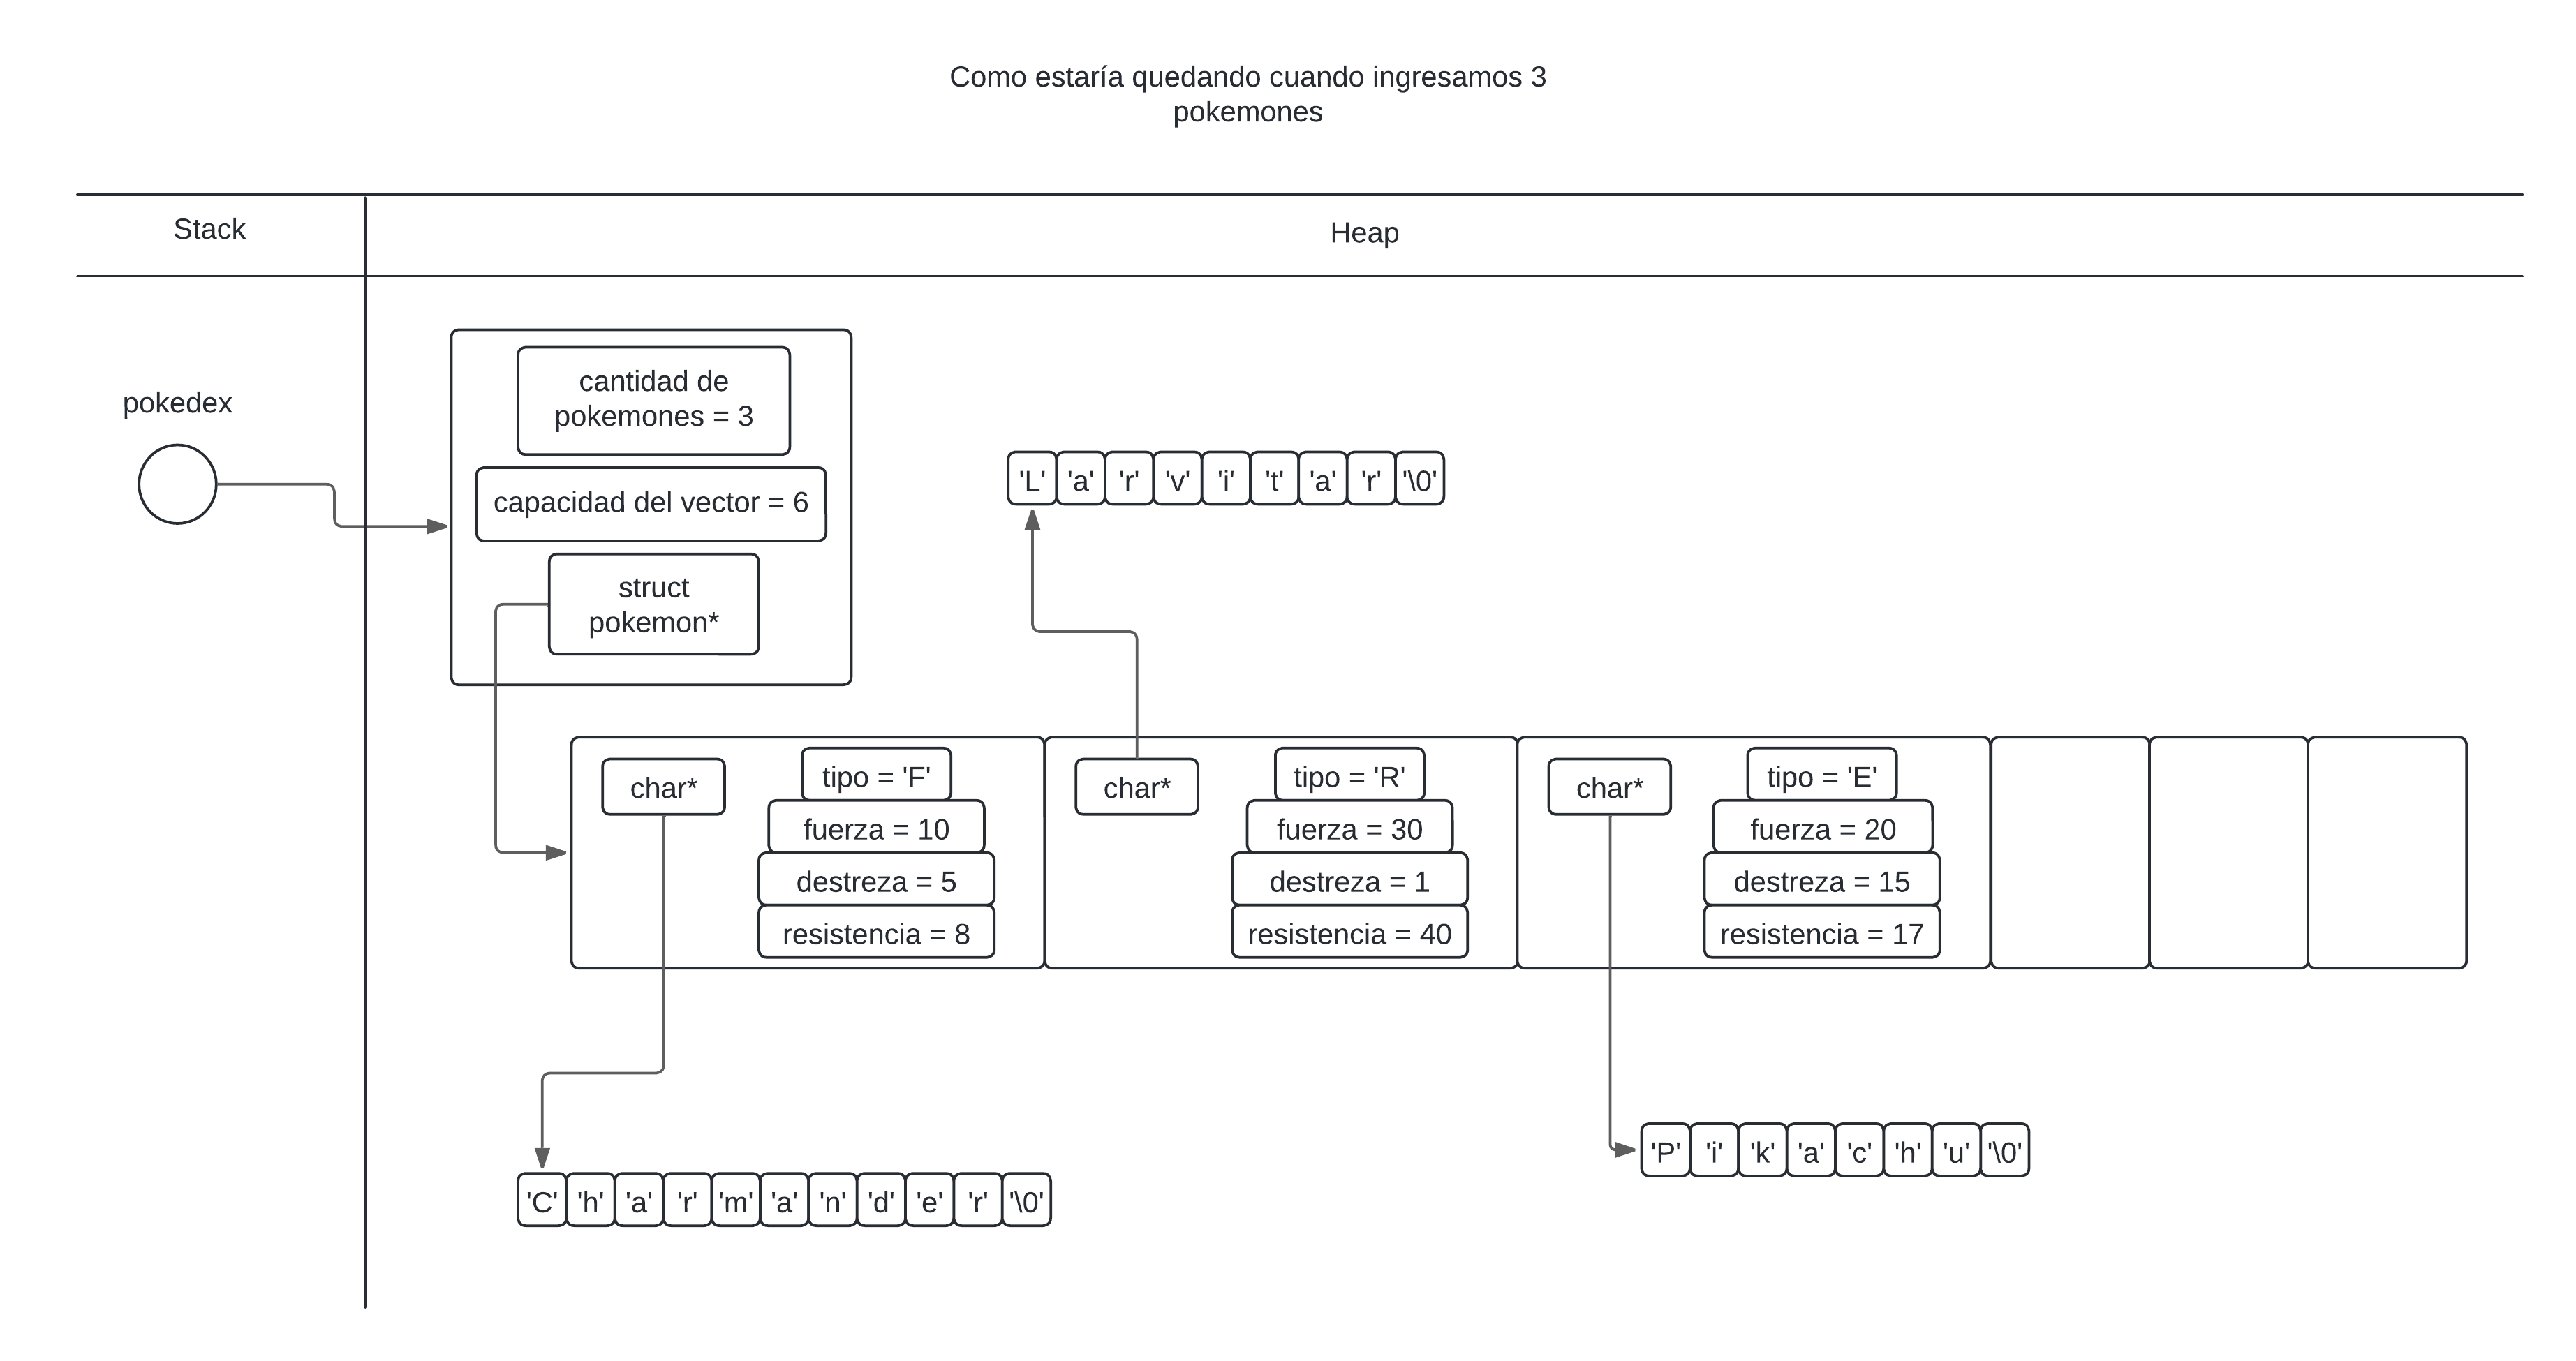 Como estaría quedando cuando ingresamos 3
pokemones
Stack
Heap
pokedex
cantidad de
pokemones = 3
capacidad del vector = 6
struct
pokemon*
'L' 'a' 'r' 'v' 'i' 't' 'a' 'r' '\0'
char*
tipo = 'F'
fuerza = 10
destreza = 5
resistencia = 8
char*
tipo = 'R'
fuerza = 30
destreza = 1
resistencia = 40
char*
tipo = 'E'
fuerza = 20
destreza = 15
resistencia = 17
'P' 'i' 'k' 'a' 'c' 'h' 'u' '\0'
'C' 'h' 'a' 'r' 'm' 'a' 'n' 'd' 'e' 'r' '\0'